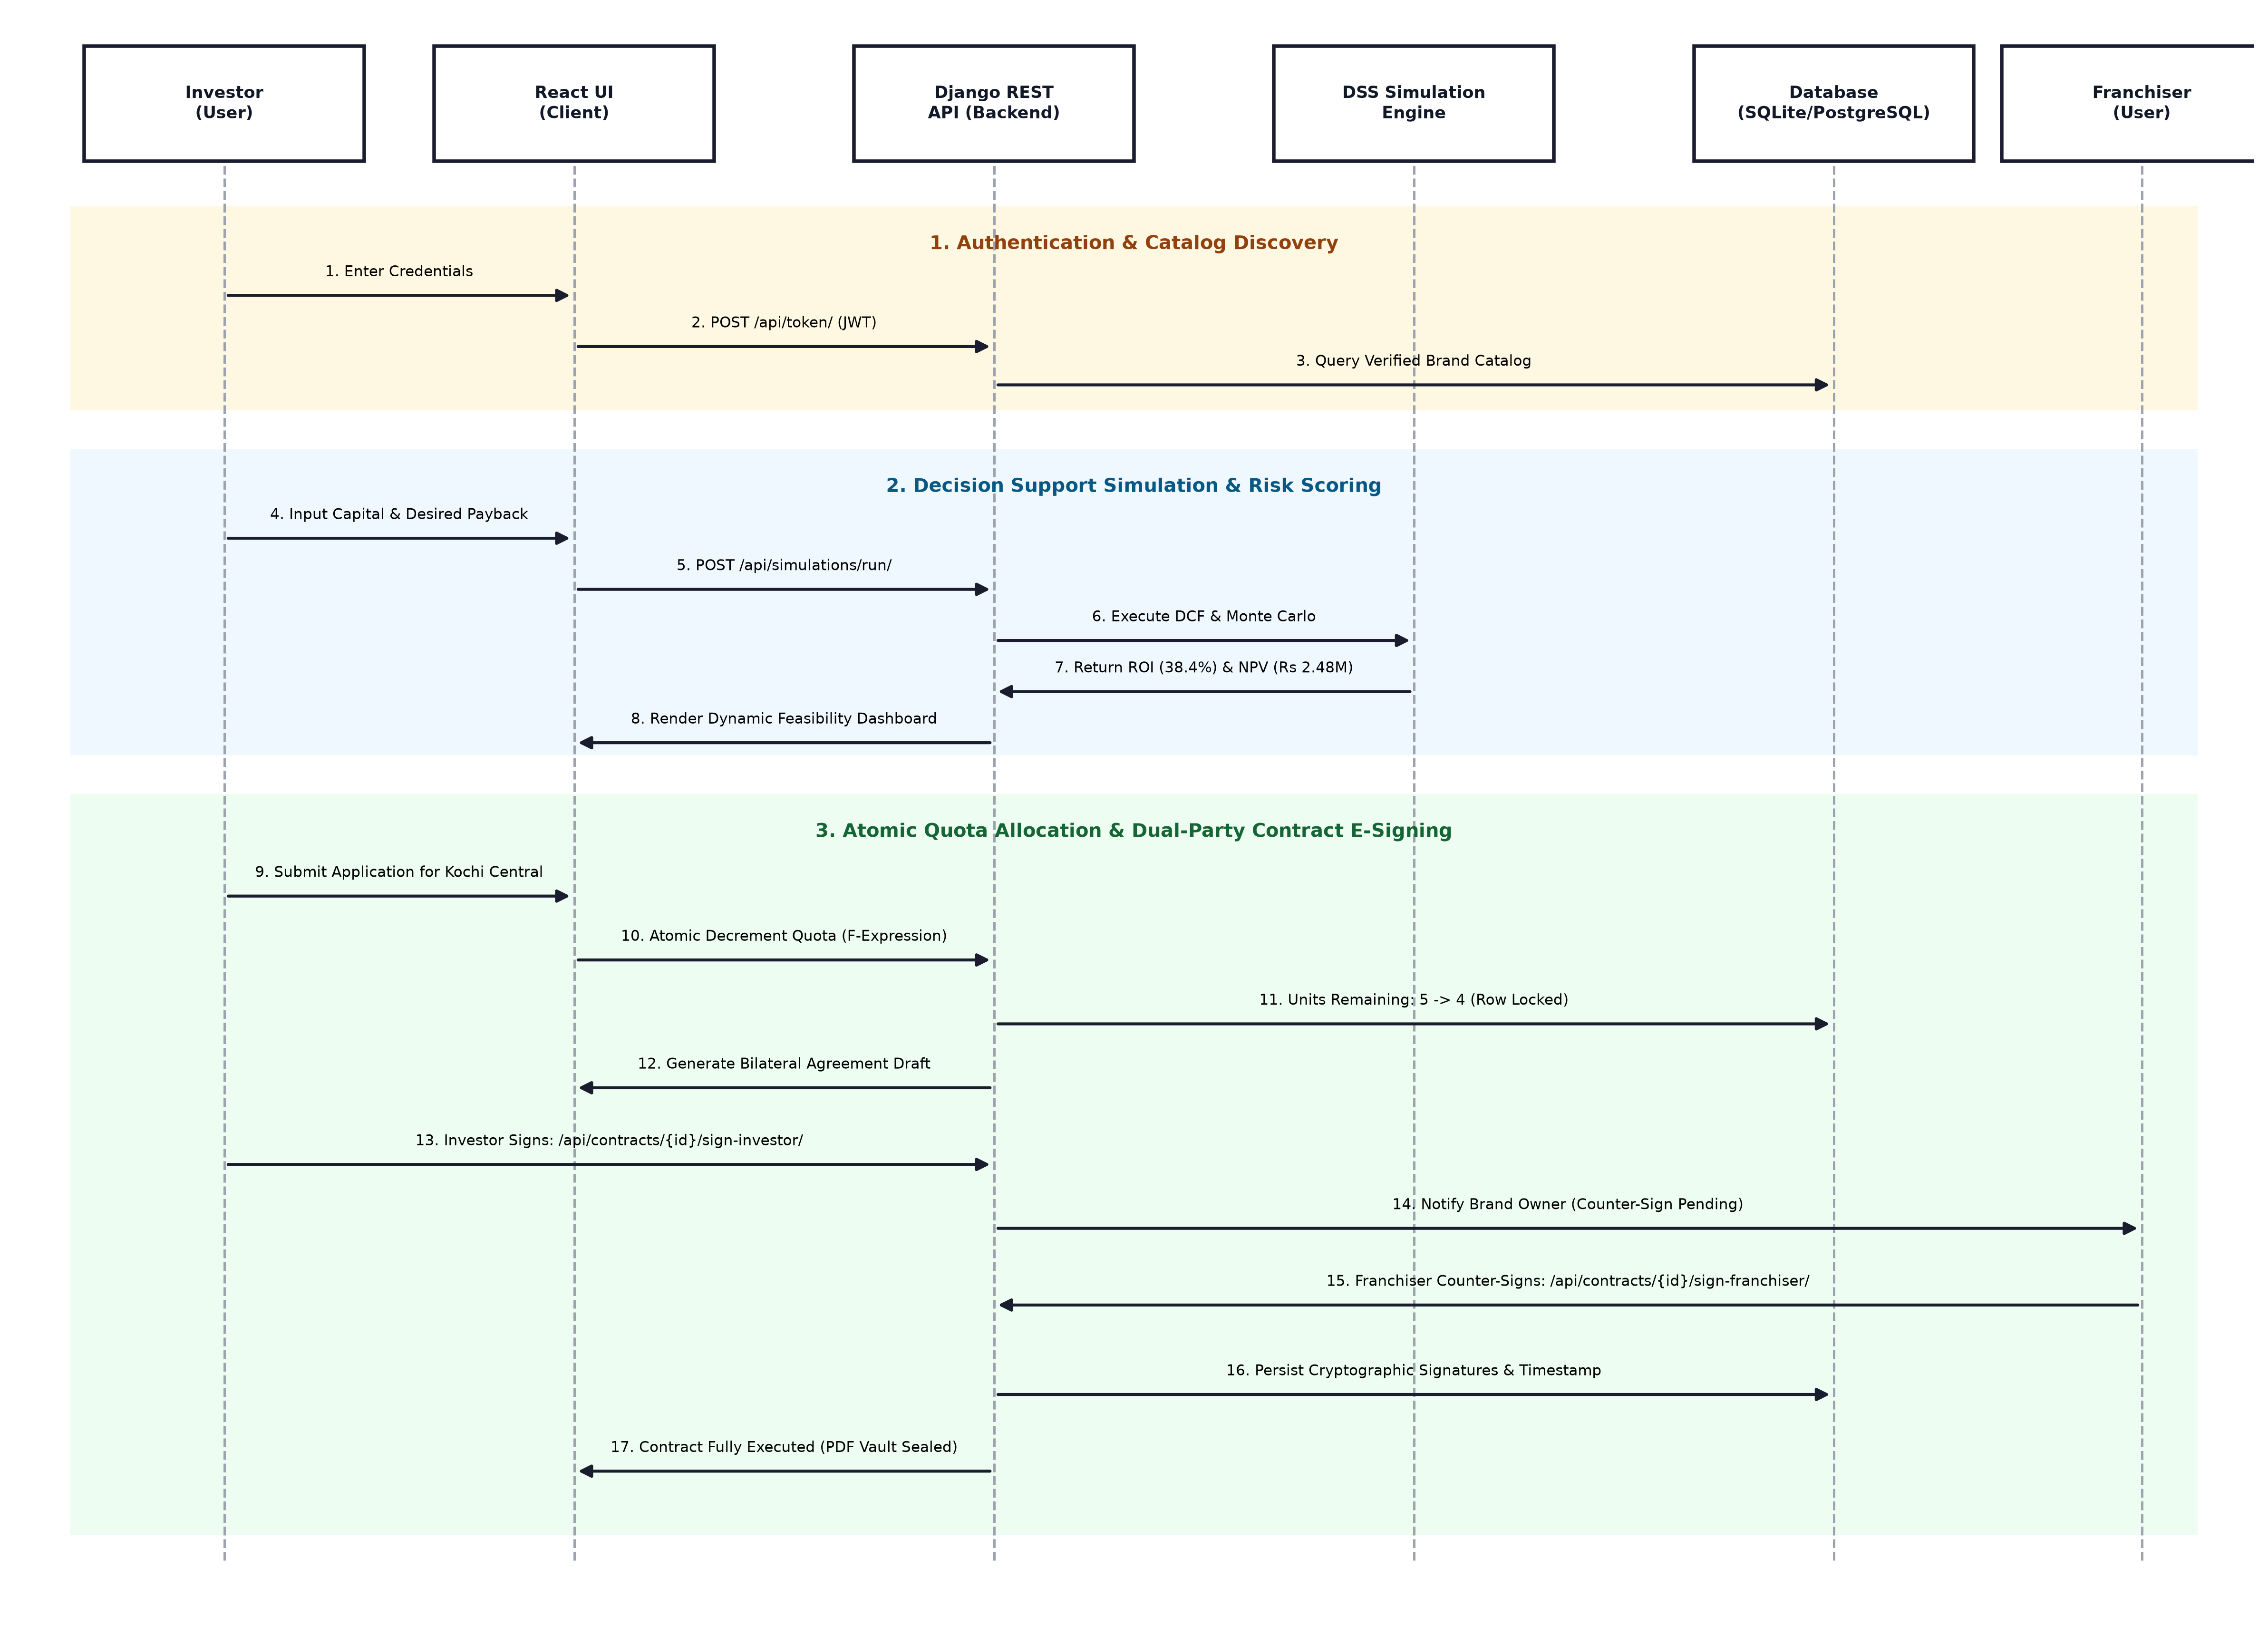 Investor
(User)
React UI
(Client)
Django REST
API (Backend)
DSS Simulation
Engine
Database
(SQLite/PostgreSQL)
Franchiser
(User)
1. Authentication & Catalog Discovery
1. Enter Credentials
2. POST /api/token/ (JWT)
3. Query Verified Brand Catalog
2. Decision Support Simulation & Risk Scoring
4. Input Capital & Desired Payback
5. POST /api/simulations/run/
6. Execute DCF & Monte Carlo
7. Return ROI (38.4%) & NPV (Rs 2.48M)
8. Render Dynamic Feasibility Dashboard
3. Atomic Quota Allocation & Dual-Party Contract E-Signing
9. Submit Application for Kochi Central
10. Atomic Decrement Quota (F-Expression)
11. Units Remaining: 5 -> 4 (Row Locked)
12. Generate Bilateral Agreement Draft
13. Investor Signs: /api/contracts/{id}/sign-investor/
14. Notify Brand Owner (Counter-Sign Pending)
15. Franchiser Counter-Signs: /api/contracts/{id}/sign-franchiser/
16. Persist Cryptographic Signatures & Timestamp
17. Contract Fully Executed (PDF Vault Sealed)